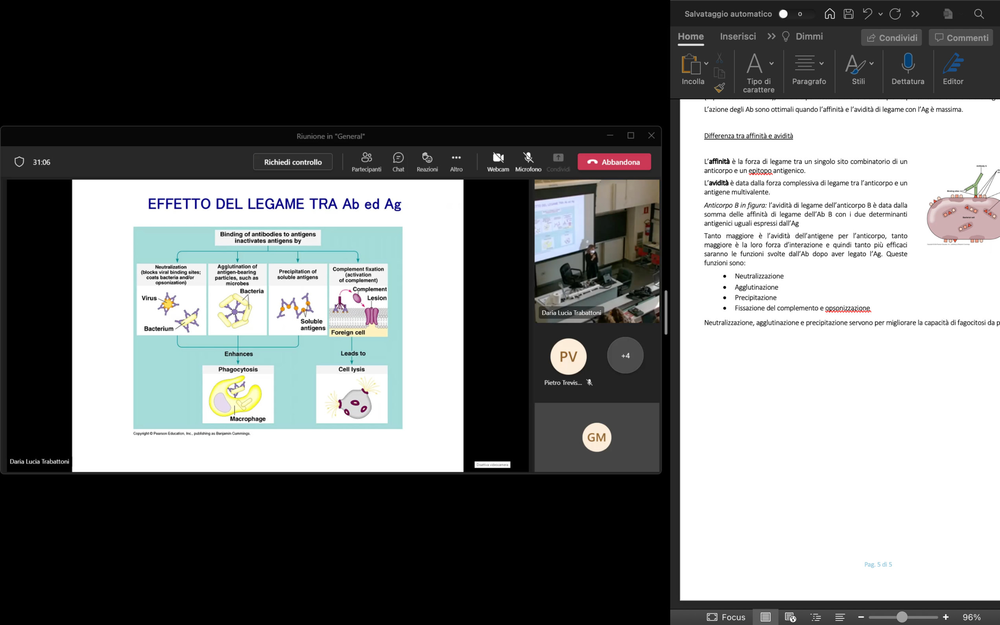 Riunione in "General"
31:06
Richiedi controllo
Partecipanti
Chat
Reazioni
Altro
Webcam
Microfono
Condividi
Abbandona
EFFETTO DEL LEGAME TRA Ab ed Ag
Binding of antibodies to antigens
inactivates antigens by
Neutralization
(blocks viral binding sites;
coats bacteria and/or
opsonization)
Virus
Bacterium
Agglutination of
antigen-bearing
particles, such as
microbes
Bacteria
Precipitation of
soluble antigens
Soluble
antigens
Complement fixation
(activation
of complement)
Complement
Lesion
Foreign cell
Enhances
Leads to
Phagocytosis
Macrophage
Cell lysis
Copyright © Pearson Education, Inc., publishing as Benjamin Cummings.
Daria Lucia Trabattoni
Disattiva videocamera
Daria Lucia Trabattoni
PV
+4
Pietro Trevis...
GM
Salvataggio automatico
Home
Inserisci
Dimmi
Condividi
Commenti
Incolla
Tipo di
carattere
Paragrafo
Stili
Dettatura
Editor
L'azione degli Ab sono ottimali quando l'affinità e l'avidità di legame con l'Ag è massima.
Differenza tra affinità e avidità
L'affinità è la forza di legame tra un singolo sito combinatorio di un
anticorpo e un epitopo antigenico.
L'avidità è data dalla forza complessiva di legame tra l'anticorpo e un
antigene multivalente.
Anticorpo B in figura: l'avidità di legame dell'anticorpo B è data dalla
somma delle affinità di legame dell'Ab B con i due determinanti
antigenici uguali espressi dall'Ag
Tanto maggiore è l'avidità dell'antigene per l'anticorpo, tanto
maggiore è la loro forza d'interazione e quindi tanto più efficaci
saranno le funzioni svolte dall'Ab dopo aver legato l'Ag. Queste
funzioni sono:
• Neutralizzazione
• Agglutinazione
• Precipitazione
• Fissazione del complemento e opsonizzazione
Neutralizzazione, agglutinazione e precipitazione servono per migliorare la capacità di fagocitosi da p
Antibody A
Binding sites
Bacterial cell
Pag. 5 di 5
Focus
96%